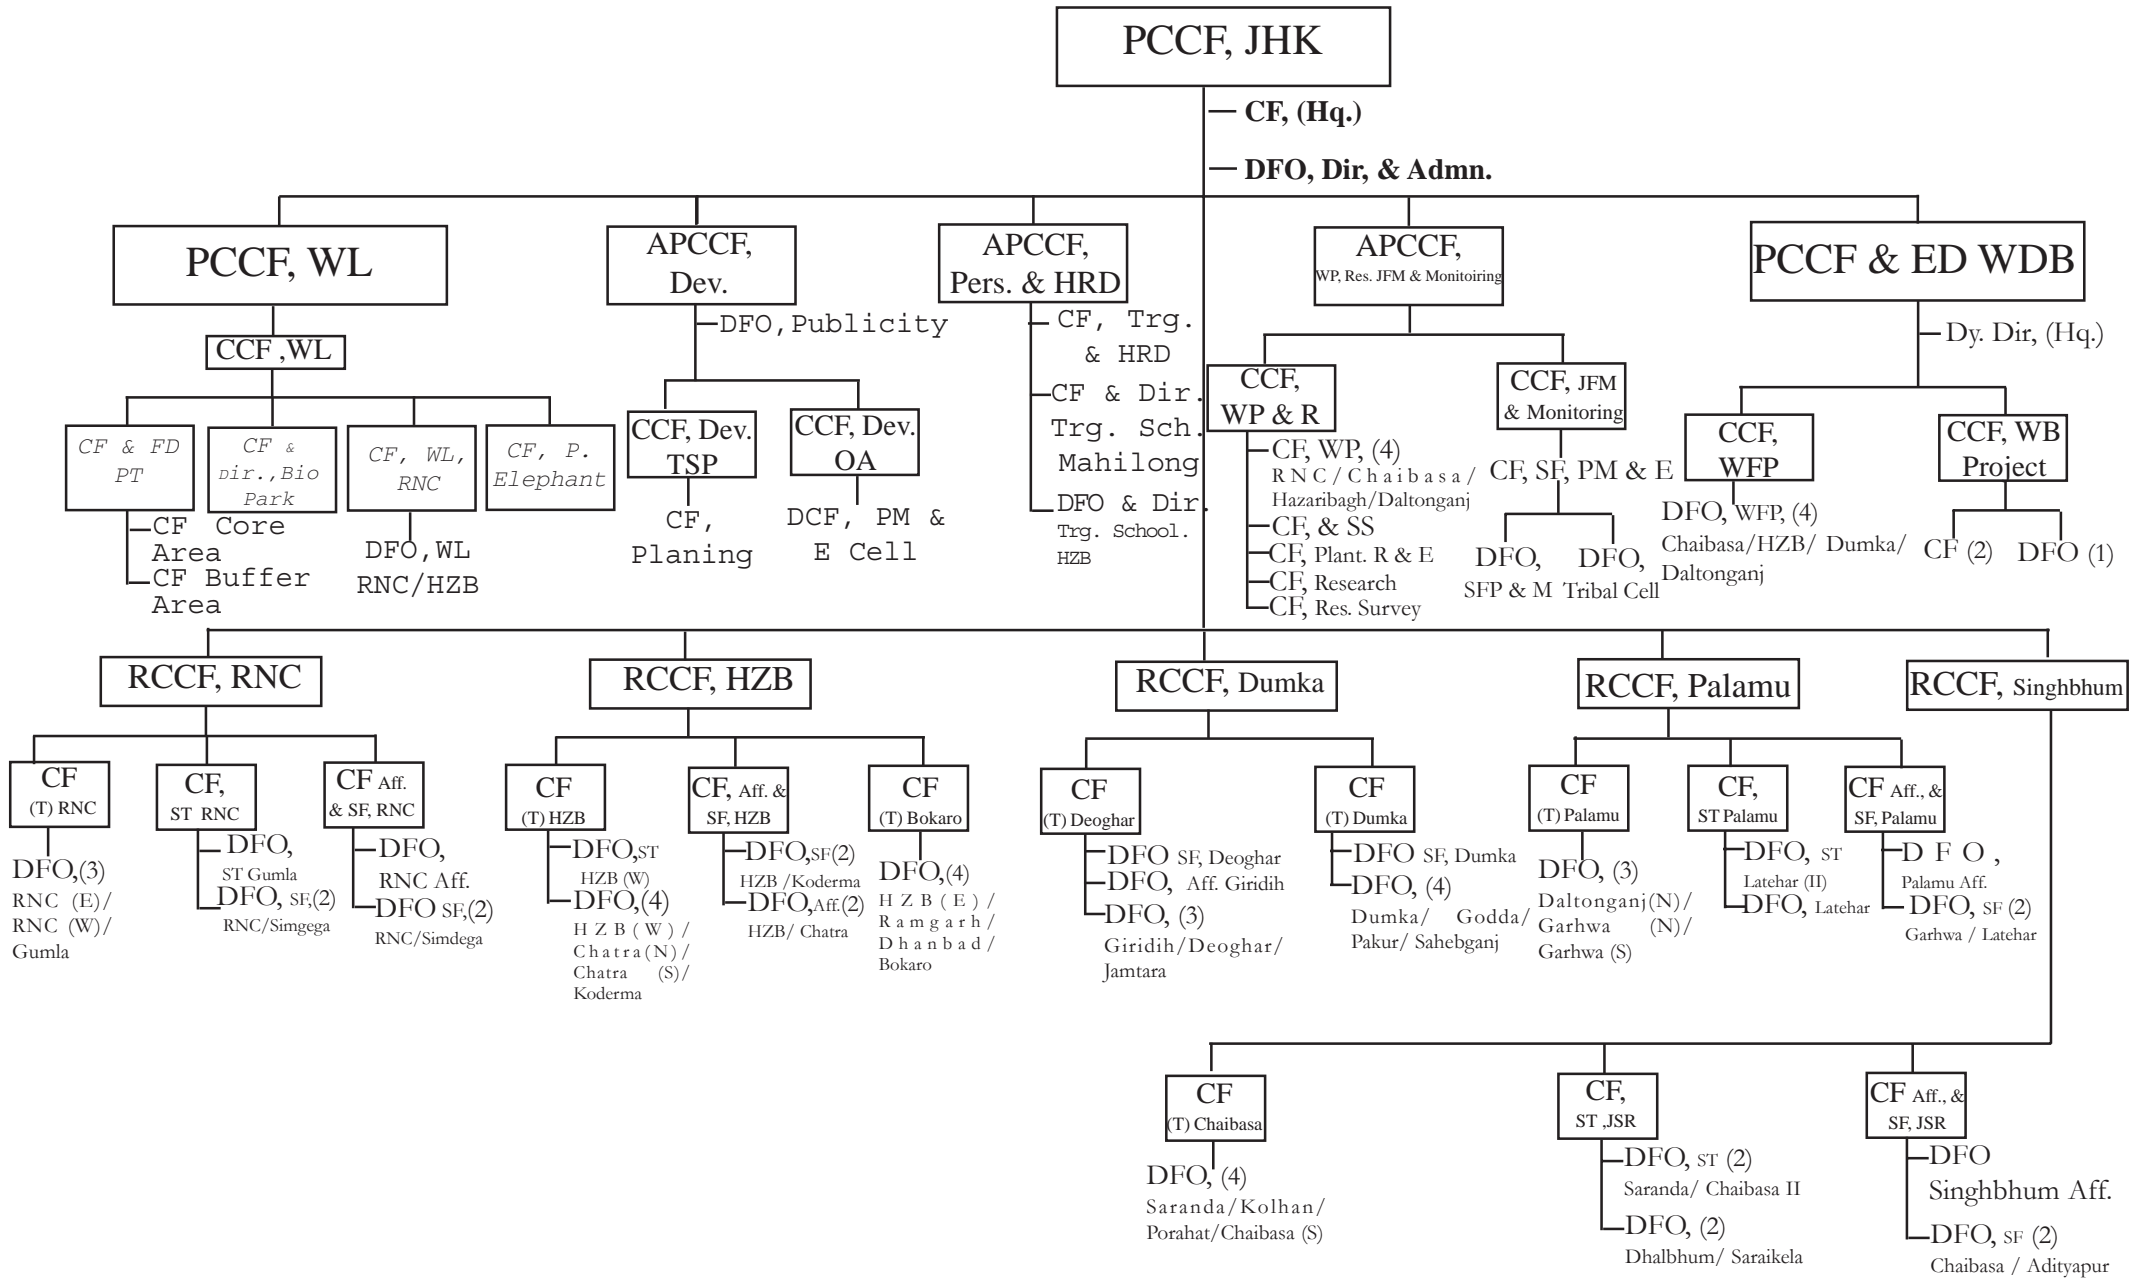 PCCF, JHK
CF, (Hq.)
DFO, Dir, & Admn.
PCCF, WL
APCCF,
Dev.
APCCF,
Pers. & HRD
APCCF,
WP, Res. JFM & Monitoiring
PCCF & ED WDB
CCF ,WL
CF & FD
PT
CF &
Dir.,Bio
Park
CF, WL,
RNC
CF, P.
Elephant
CF Core
Area
CF Buffer
Area
DFO,WL
RNC/HZB
DFO,Publicity
CCF, Dev.
TSP
CCF, Dev.
OA
CF,
Planing
DCF, PM &
E Cell
CF, Trg.
& HRD
CF & Dir.
Trg. Sch.
Mahilong
DFO & Dir.
Trg. School.
HZB
CCF,
WP & R
CF, WP, (4)
RNC/Chaibasa/
Hazaribagh/Daltonganj
CF, & SS
CF, Plant. R & E
CF, Research
CF, Res. Survey
CCF, JFM
& Monitoring
CF, SF, PM & E
DFO,
SFP & M
DFO,
Tribal Cell
Dy. Dir, (Hq.)
CCF,
WFP
DFO, WFP, (4)
Chaibasa/HZB/ Dumka/
Daltonganj
CCF, WB
Project
CF (2)
DFO (1)
RCCF, RNC
CF
(T) RNC
DFO,(3)
RNC (E)/
RNC (W)/
Gumla
CF,
ST RNC
DFO,
ST Gumla
DFO, SF,(2)
RNC/Simgega
CF Aff.
& SF, RNC
DFO,
RNC Aff.
DFO SF,(2)
RNC/Simdega
RCCF, HZB
CF
(T) HZB
DFO,ST
HZB (W)
DFO,(4)
HZB(W)/
Chatra(N)/
Chatra (S)/
Koderma
CF, Aff. &
SF, HZB
DFO,SF(2)
HZB /Koderma
DFO,Aff.(2)
HZB/ Chatra
CF
(T) Bokaro
DFO,(4)
HZB(E)/
Ramgarh/
Dhanbad/
Bokaro
RCCF, Dumka
CF
(T) Deoghar
DFO SF, Deoghar
DFO, Aff. Giridih
DFO, (3)
Giridih/Deoghar/
Jamtara
CF
(T) Dumka
DFO SF, Dumka
DFO, (4)
Dumka/ Godda/
Pakur/ Sahebganj
RCCF, Palamu
CF
(T) Palamu
DFO, (3)
Daltonganj(N)/
Garhwa (N)/
Garhwa (S)
CF,
ST Palamu
DFO, ST
Latehar (II)
DFO, Latehar
CF Aff., &
SF, Palamu
DFO,
Palamu Aff.
DFO, SF (2)
Garhwa / Latehar
RCCF, Singhbhum
CF
(T) Chaibasa
DFO, (4)
Saranda/Kolhan/
Porahat/Chaibasa (S)
CF,
ST ,JSR
DFO, ST (2)
Saranda/ Chaibasa II
DFO, (2)
Dhalbhum/ Saraikela
CF Aff., &
SF, JSR
DFO
Singhbhum Aff.
DFO, SF (2)
Chaibasa / Adityapur